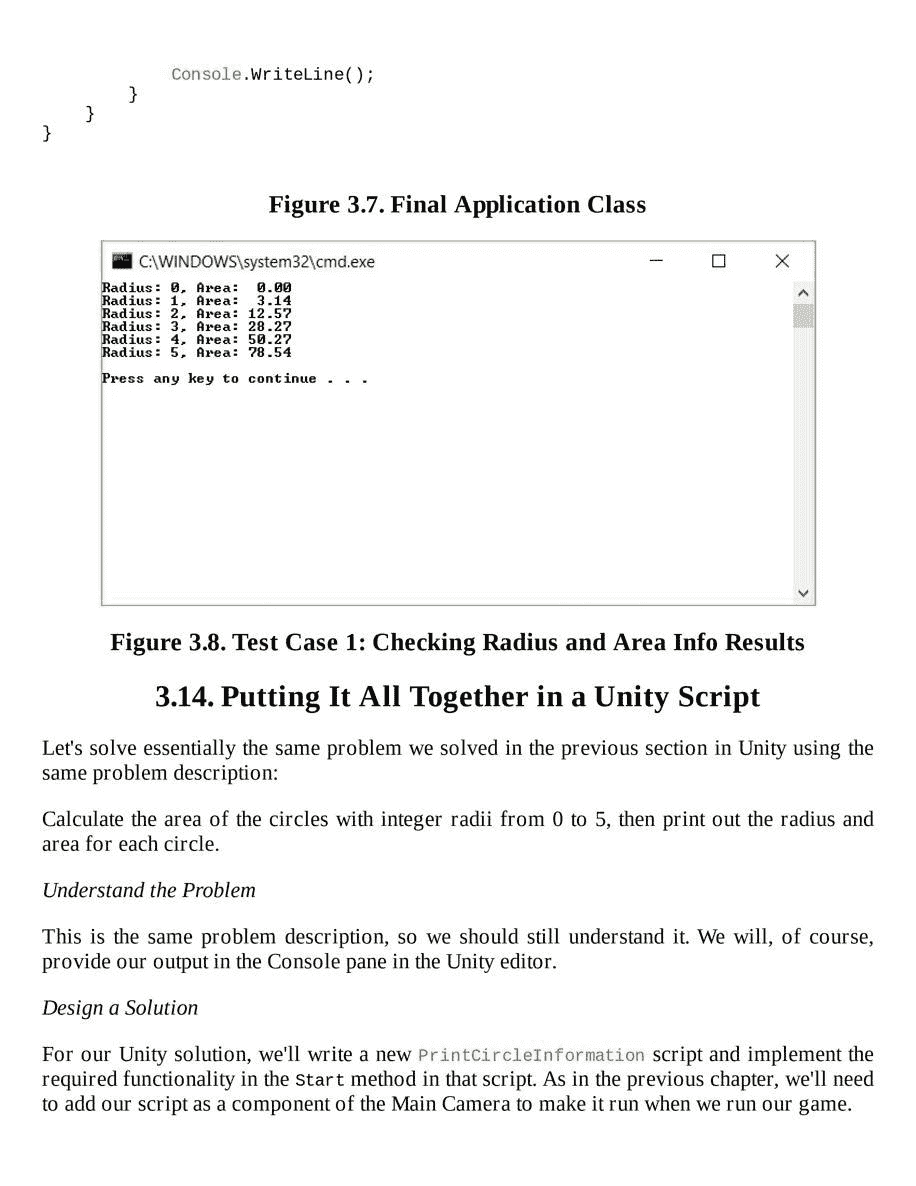 Console.WriteLine();
}
}
}
Figure 3.7. Final Application Class
C:\WINDOWS\system32\cmd.exe
Radius: 0, Area:  0.00
Radius: 1, Area:  3.14
Radius: 2, Area: 12.57
Radius: 3, Area: 28.27
Radius: 4, Area: 50.27
Radius: 5, Area: 78.54
Press any key to continue . . .
Figure 3.8. Test Case 1: Checking Radius and Area Info Results
3.14. Putting It All Together in a Unity Script
Let's solve essentially the same problem we solved in the previous section in Unity using the
same problem description:
Calculate the area of the circles with integer radii from 0 to 5, then print out the radius and
area for each circle.
Understand the Problem
This is the same problem description, so we should still understand it. We will, of course,
provide our output in the Console pane in the Unity editor.
Design a Solution
For our Unity solution, we'll write a new PrintCircleInformation script and implement the
required functionality in the Start method in that script. As in the previous chapter, we'll need
to add our script as a component of the Main Camera to make it run when we run our game.